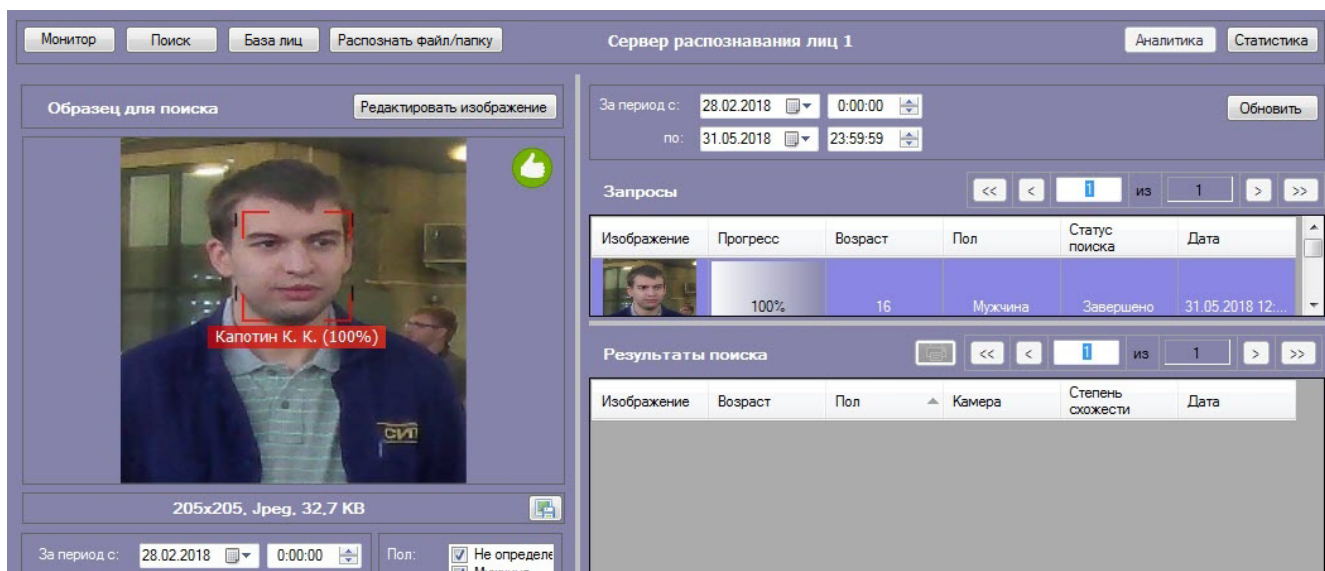 Монитор Поиск База лиц Распознать файл/папку Сервер распознавания лиц 1 Аналитика Статистика
Образец для поиска Редактировать изображение
Капотин К. К. (100%)
СИТ
205x205, Jpeg, 32,7 KB
За период с: 28.02.2018 0:00:00 Пол: Не определе
За период с: 28.02.2018 0:00:00 Обновить
по: 31.05.2018 23:59:59
Запросы << < 1 из 1 > >>
Изображение Прогресс Возраст Пол Статус поиска Дата
100% 16 Мужчина Завершено 31.05.2018 12:...
Результаты поиска << < 1 из 1 > >>
Изображение Возраст Пол Камера Степень схожести Дата